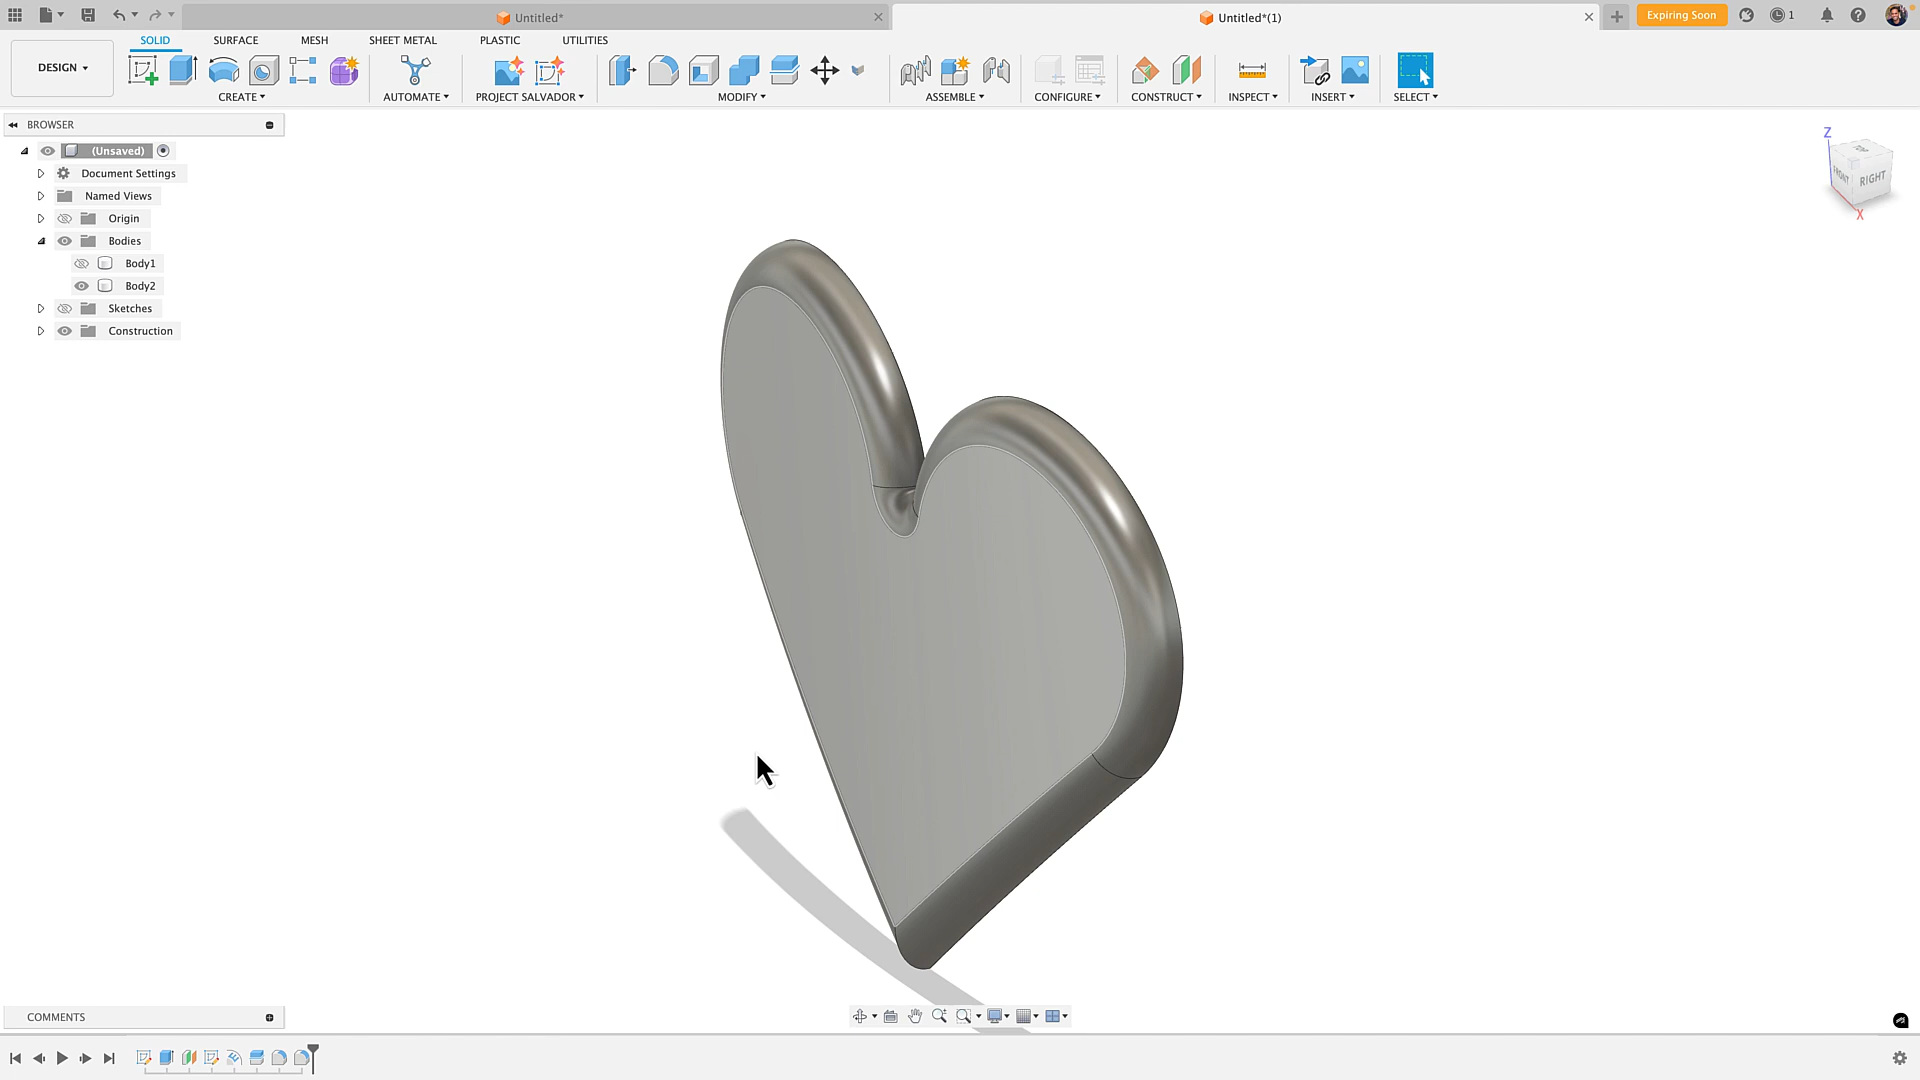 Untitled*
Untitled*(1)
Expiring Soon
1
DESIGN
SOLID
SURFACE
MESH
SHEET METAL
PLASTIC
UTILITIES
CREATE
AUTOMATE
PROJECT SALVADOR
MODIFY
ASSEMBLE
CONFIGURE
CONSTRUCT
INSPECT
INSERT
SELECT
BROWSER
(Unsaved)
Document Settings
Named Views
Origin
Bodies
Body1
Body2
Sketches
Construction
Z
TOP
FRONT
RIGHT
X
COMMENTS